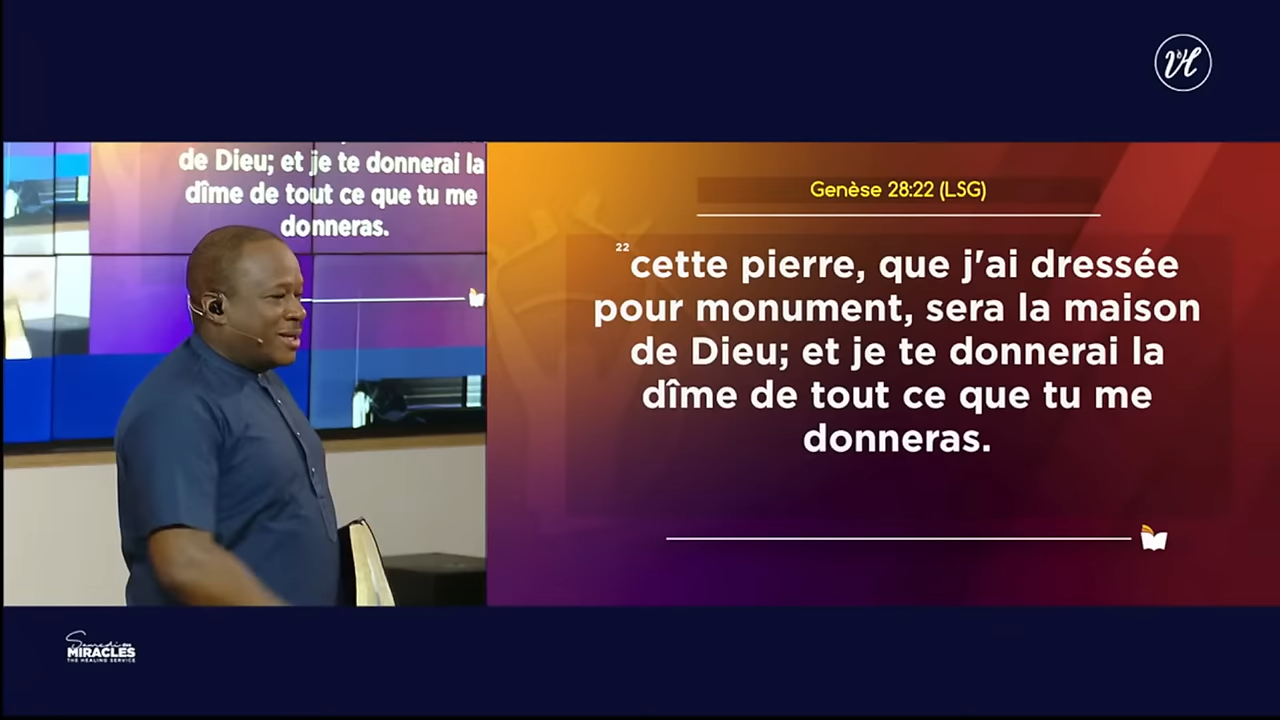 de Dieu; et je te donnerai la
dîme de tout ce que tu me
donneras.
Genèse 28:22 (LSG)
22 cette pierre, que j'ai dressée
pour monument, sera la maison
de Dieu; et je te donnerai la
dîme de tout ce que tu me
donneras.
Samedi des
MIRACLES
THE HEALING SERVICE